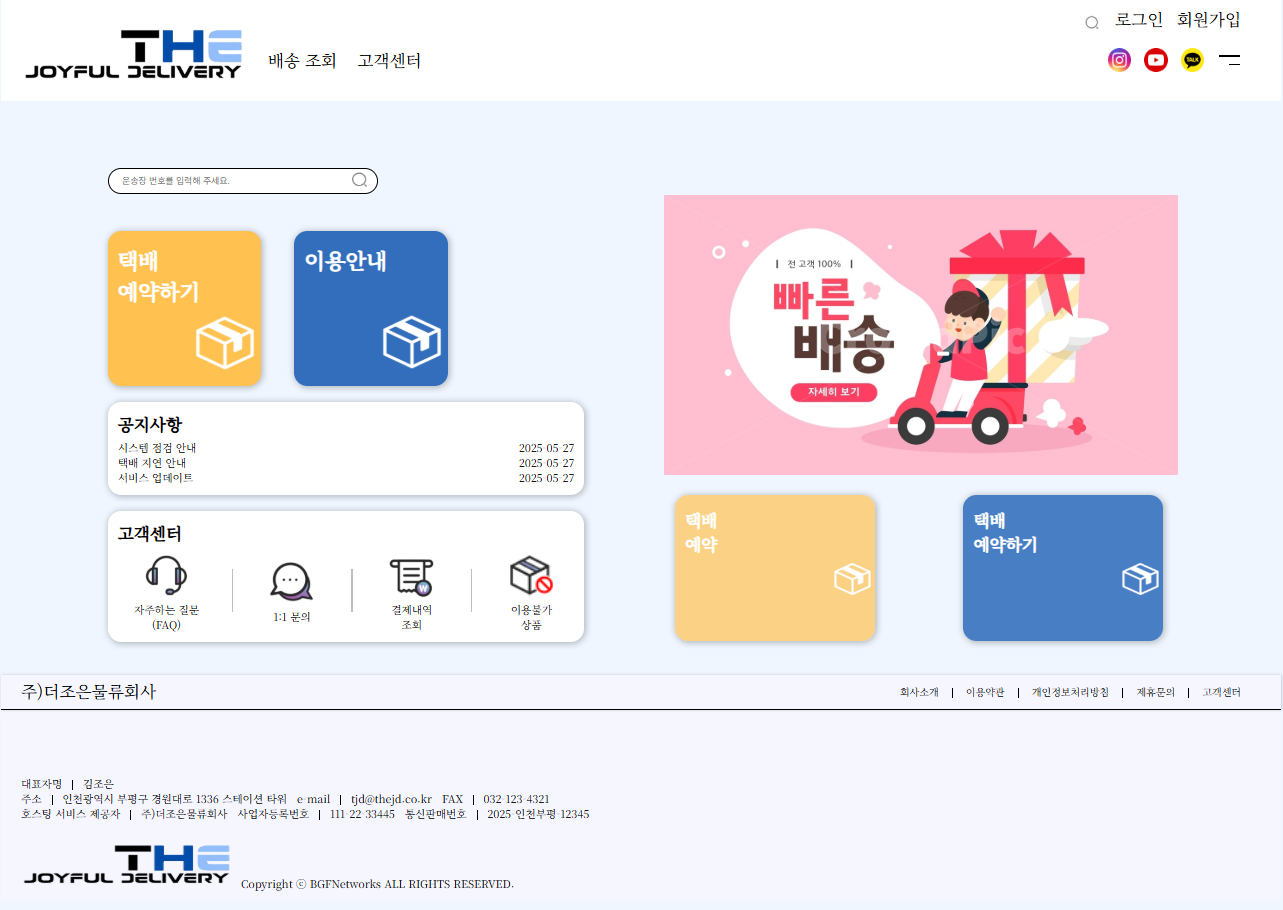 로그인 회원가입
THE
JOYFUL DELIVERY
배송 조회 고객센터
TALK
운송장 번호를 입력해 주세요.
택배
예약하기
이용안내
공지사항
시스템 점검 안내 2025-05-27
택배 지연 안내 2025-05-27
서비스 업데이트 2025-05-27
고객센터
자주하는 질문
(FAQ)
1:1 문의
W
결제내역
조회
이용불가
상품
| 전 고객 100% |
빠른
배송
자세히 보기
택배
예약
택배
예약하기
주)더조은물류회사
회사소개 | 이용약관 | 개인정보처리방침 | 제휴문의 | 고객센터
대표자명 | 김조은
주소 | 인천광역시 부평구 경원대로 1336 스테이션 타워 e-mail | tjd@thejd.co.kr FAX | 032-123-4321
호스팅 서비스 제공자 | 주)더조은물류회사 사업자등록번호 | 111-22-33445 통신판매번호 | 2025-인천부평-12345
THE
JOYFUL DELIVERY
Copyright ⓒ BGFNetworks ALL RIGHTS RESERVED.